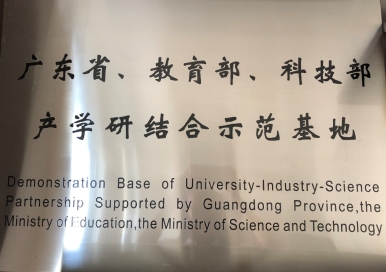 广东省、教育部、科技部
产学研结合示范基地
Demonstration Base of University-Industry-Science
Partnership Supported by Guangdong Province,the
Ministry of Education,the Ministry of Science and Technology